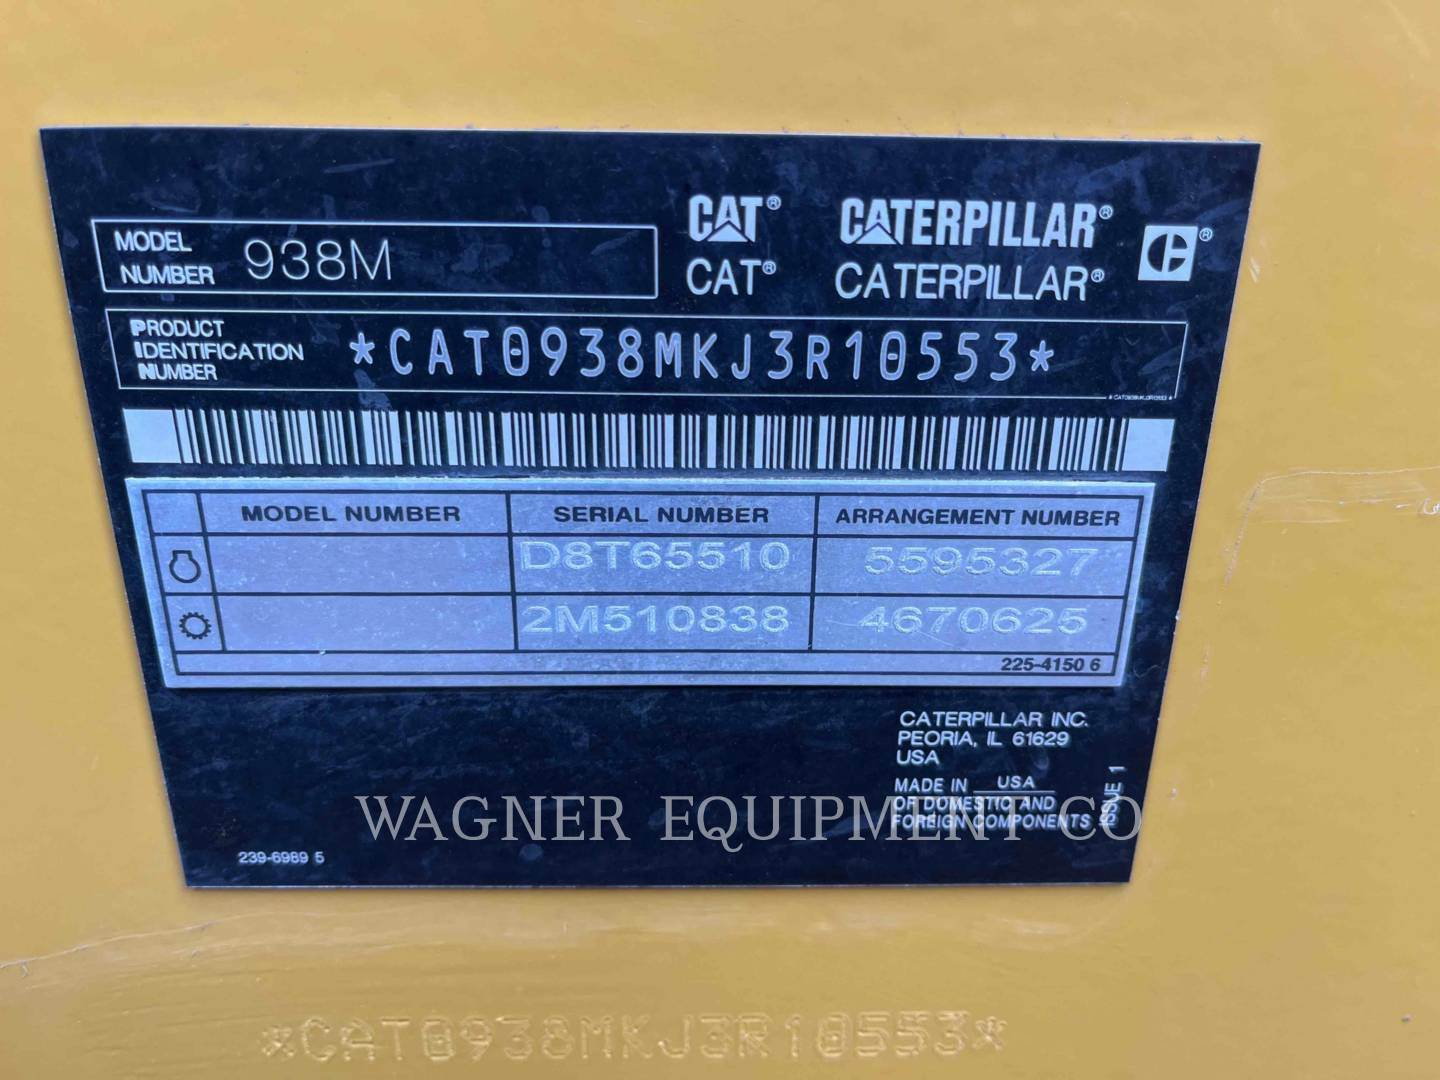 MODEL NUMBER 938M
CAT® CATERPILLAR®
CAT® CATERPILLAR®
PRODUCT IDENTIFICATION NUMBER *CAT0938MKJ3R10553*
*CAT0938MKJ3R10553*
MODEL NUMBER SERIAL NUMBER ARRANGEMENT NUMBER
D8T65510 5595327
2M510838 4670625
225-4150 6
CATERPILLAR INC.
PEORIA, IL 61629
USA
MADE IN USA
OF DOMESTIC AND
FOREIGN COMPONENTS
ISSUE 1
WAGNER EQUIPMENT CO
239-6989 5
*CAT0938MKJ3R10553*